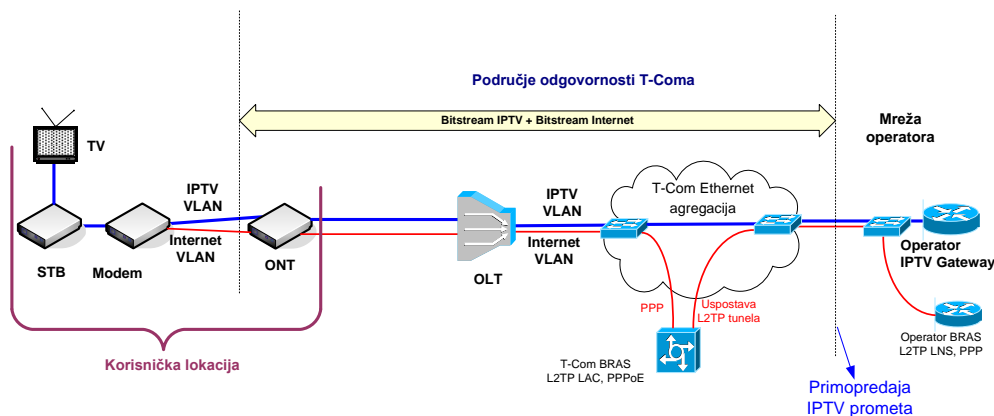 Područje odgovornosti T-Coma
Bitstream IPTV + Bitstream Internet
Mreža
operatora
TV
IPTV
VLAN
Internet
VLAN
STB
Modem
ONT
OLT
IPTV
VLAN
Internet
VLAN
T-Com Ethernet
agregacija
Operator
IPTV Gateway
PPP
Uspostava
L2TP tunela
T-Com BRAS
L2TP LAC, PPPoE
Operator BRAS
L2TP LNS, PPP
Korisnička lokacija
Primopredaja
IPTV prometa